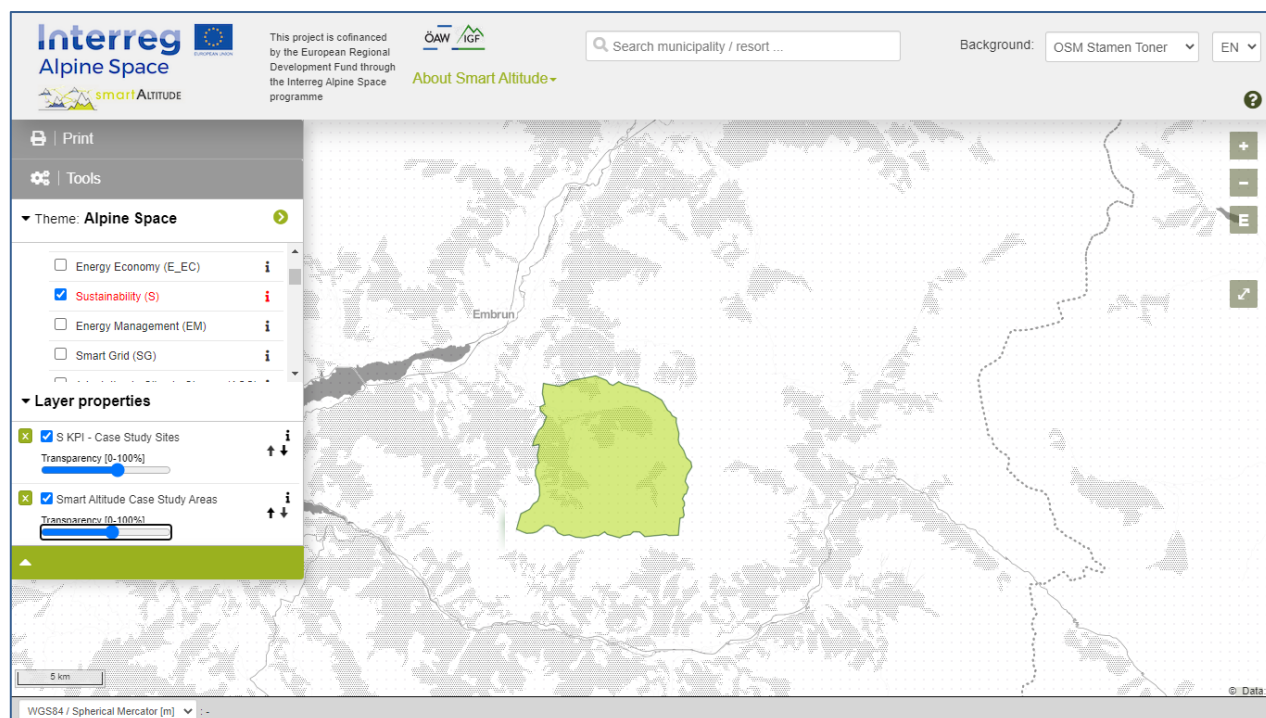 Interreg
EUROPEAN UNION
Alpine Space
smartALTITUDE
This project is cofinanced
by the European Regional
Development Fund through
the Interreg Alpine Space
programme
ÖAW IGF
About Smart Altitude
Search municipality / resort ...
Background: OSM Stamen Toner EN
?
Print
Tools
Theme: Alpine Space
Energy Economy (E_EC) i
Sustainability (S) i
Energy Management (EM) i
Smart Grid (SG) i
Layer properties
x S KPI - Case Study Sites i
Transparency [0-100%]
x Smart Altitude Case Study Areas i
Transparency [0-100%]
Embrun
+
−
E
5 km
© Data:
WGS84 / Spherical Mercator [m] : -